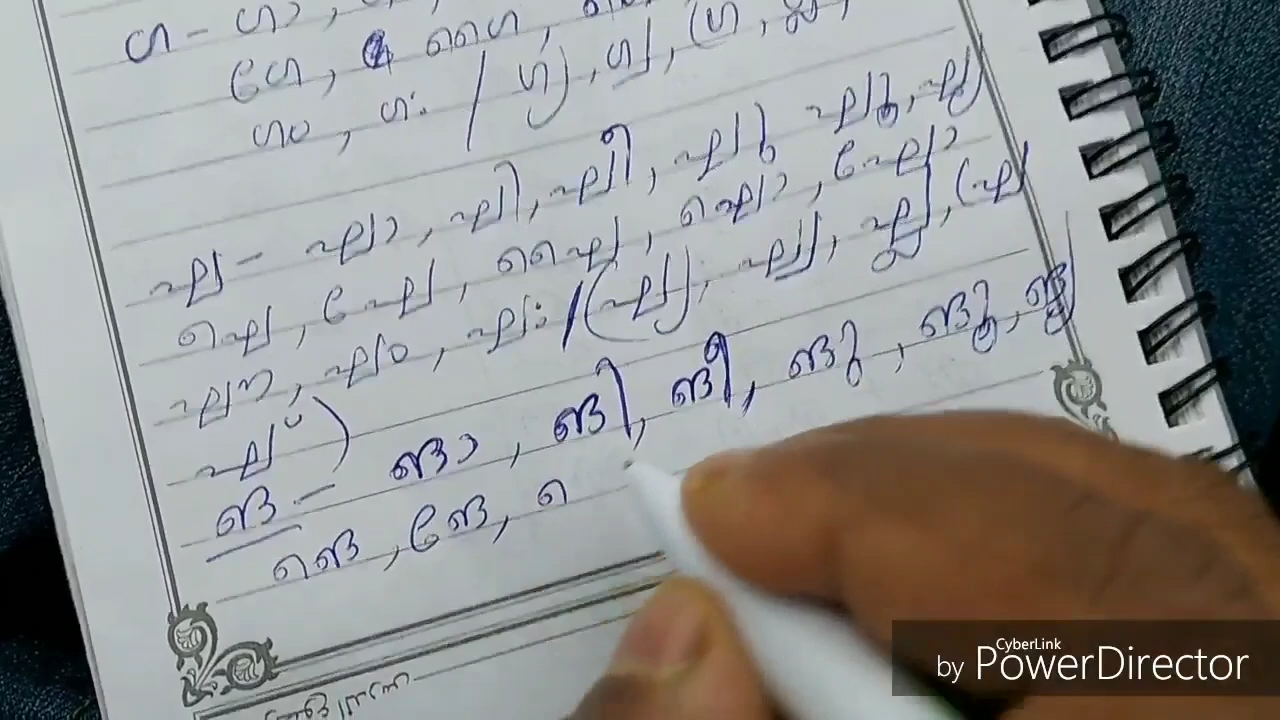 ഗ - ഗാ,
ഗേ, ഗൈ,
ഗം, ഗഃ / ഗ്യ, ഗ്വ, ഗ്ര, ഗ്ല,
ഘ - ഘാ, ഘി, ഘീ, ഘു, ഘൂ, ഘൃ
ഘെ, ഘേ, ഘൈ, ഘൊ, ഘോ
ഘൗ, ഘം, ഘഃ / (ഘ്യ, ഘ്വ, ഘ്ല, ഘ്ര
ഘ്)
ങ - ങാ, ങി, ങീ, ങു, ങൂ, ങൃ
ങെ, ങേ, െ
by CyberLink PowerDirector